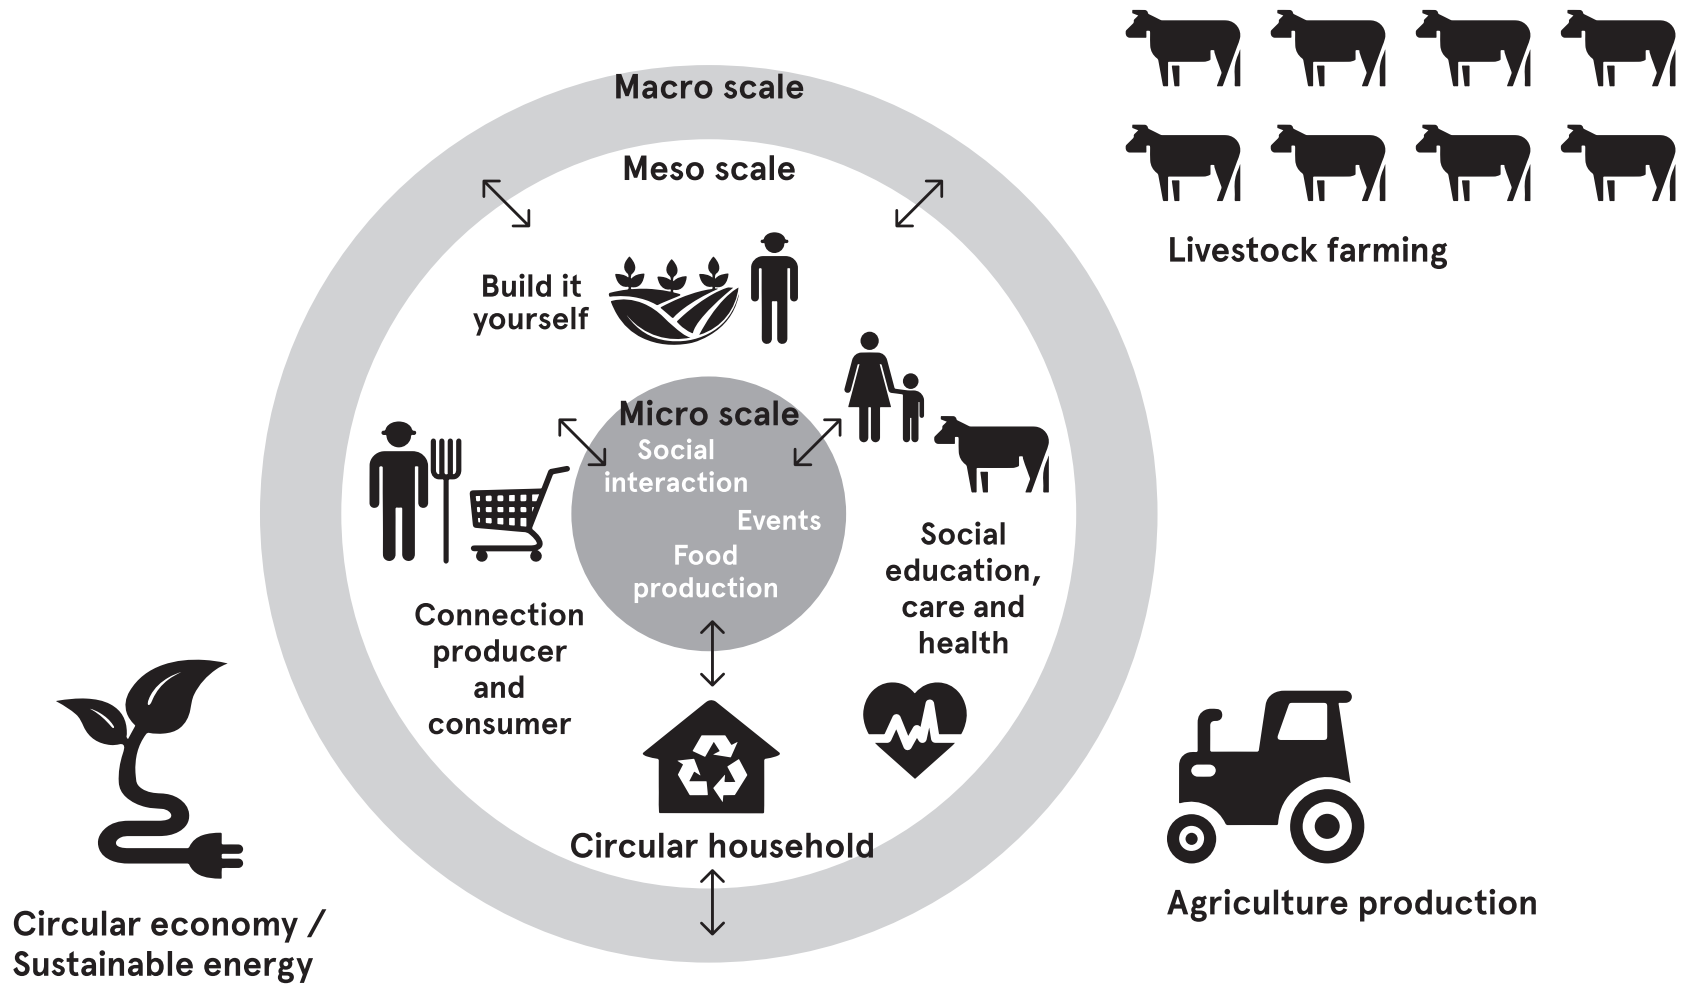 Macro scale
Meso scale
Livestock farming
Build it
yourself
Micro scale
Social
interaction
Events
Food
production
Social
education,
care and
health
Connection
producer
and
consumer
Circular household
Agriculture production
Circular economy /
Sustainable energy